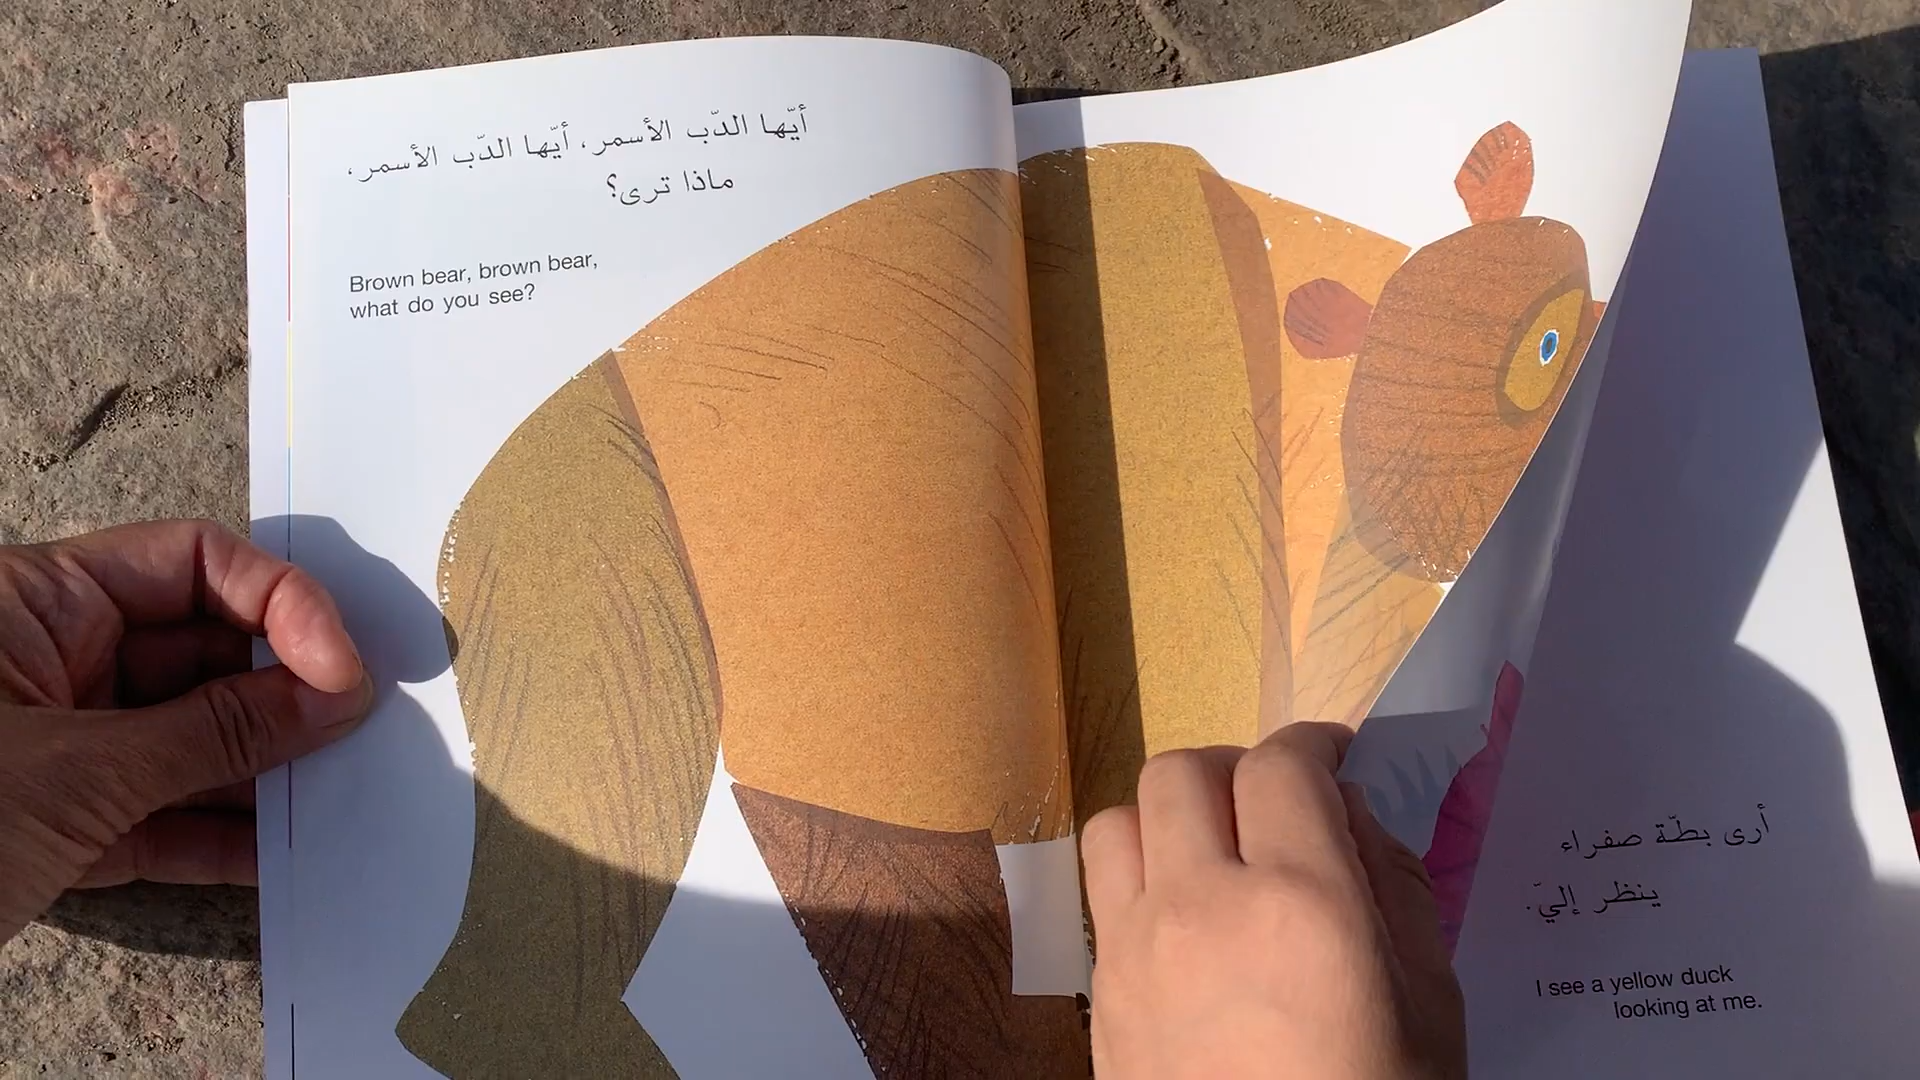 أيّها الدّب الأسمر، أيّها الدّب الأسمر،
ماذا ترى؟
Brown bear, brown bear,
what do you see?
أرى بطّة صفراء
ينظر إليّ.
I see a yellow duck
looking at me.